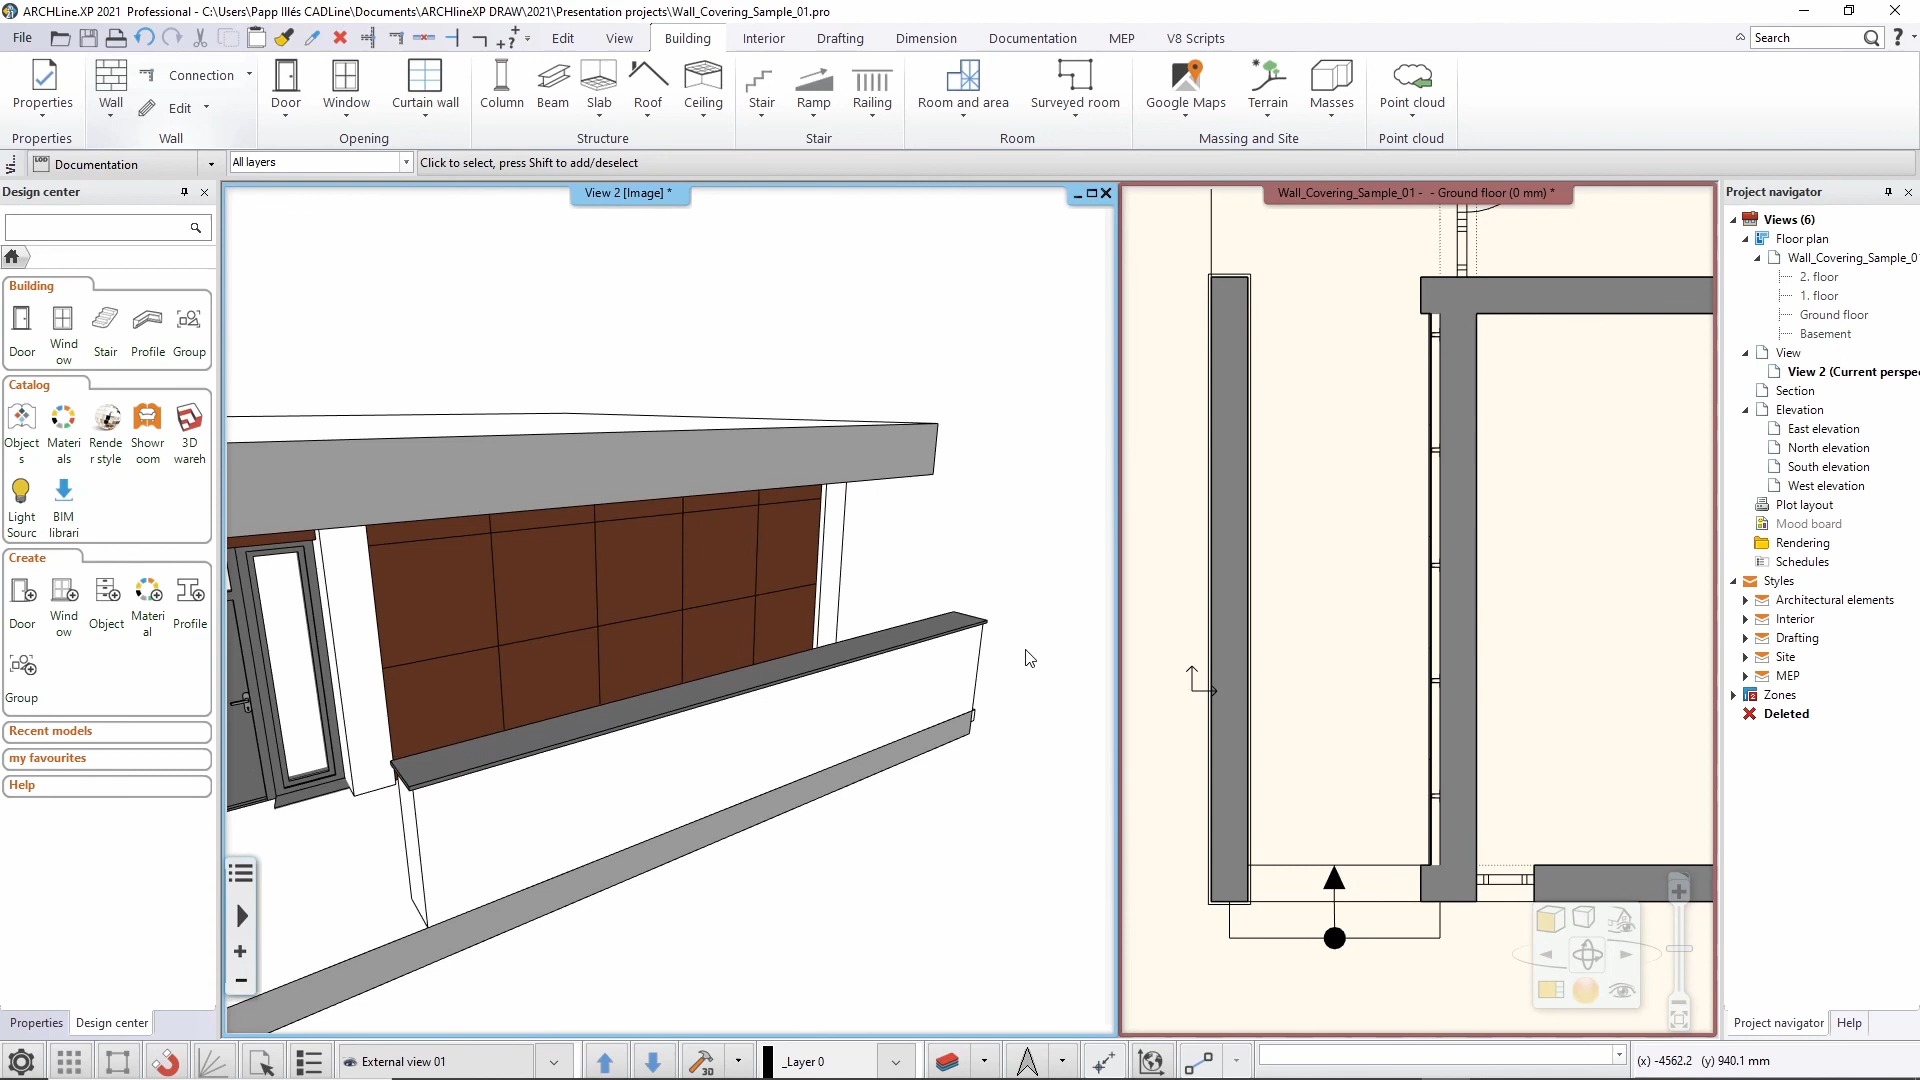 ARCHLine.XP 2021 Professional - C:\Users\Papp Illés CADLine\Documents\ARCHlineXP DRAW\2021\Presentation projects\Wall_Covering_Sample_01.pro
File
Edit
View
Building
Interior
Drafting
Dimension
Documentation
MEP
V8 Scripts
Search
Properties
Wall
Connection
Edit
Door
Window
Curtain wall
Column
Beam
Slab
Roof
Ceiling
Stair
Ramp
Railing
Room and area
Surveyed room
Google Maps
Terrain
Masses
Point cloud
Properties
Wall
Opening
Structure
Stair
Room
Massing and Site
Point cloud
Vi...
LOD
Documentation
All layers
Click to select, press Shift to add/deselect
Design center
View 2 [Image] *
Wall_Covering_Sample_01 - - Ground floor (0 mm) *
Project navigator
Building
Door
Wind
ow
Stair
Profile
Group
Catalog
Object
s
Materi
als
Rende
r style
Showr
oom
3D
wareh
Light
Sourc
BIM
librari
Create
Door
Wind
ow
Object
Materi
al
Profile
Group
Recent models
my favourites
Help
Views (6)
Floor plan
Wall_Covering_Sample_0
2. floor
1. floor
Ground floor
Basement
View
View 2 (Current perspe
Section
Elevation
East elevation
North elevation
South elevation
West elevation
Plot layout
Mood board
Rendering
Schedules
Styles
Architectural elements
Interior
Drafting
Site
MEP
Zones
Deleted
Properties
Design center
Project navigator
Help
External view 01
3D
_Layer 0
(x) -4562.2 (y) 940.1 mm